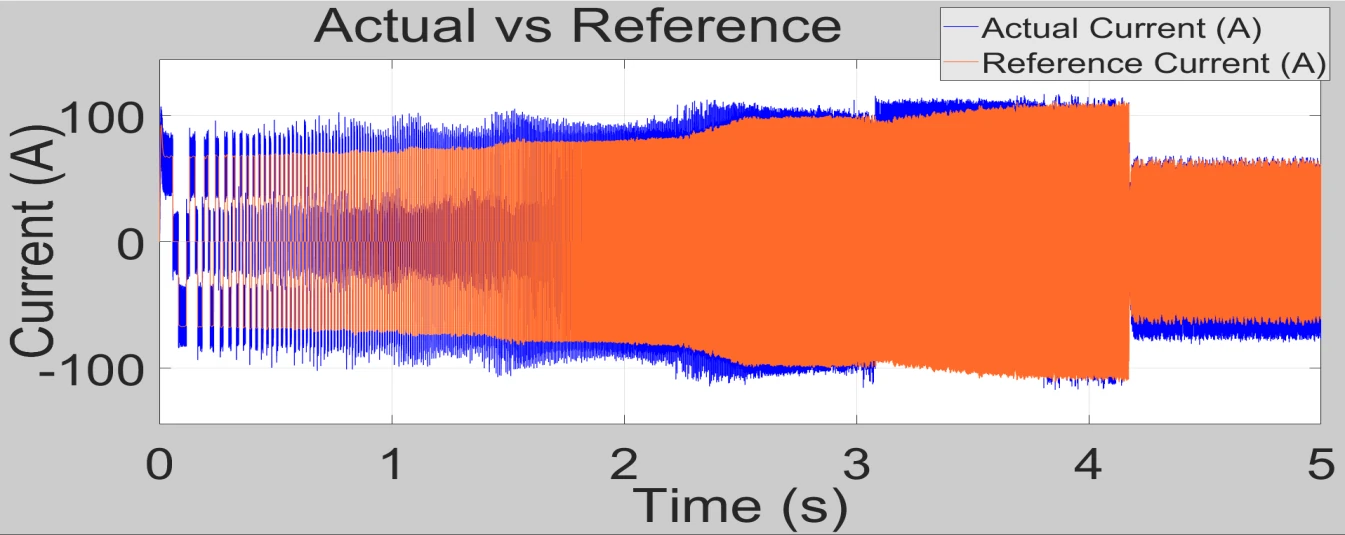 Actual vs Reference
Actual Current (A)
Reference Current (A)
Current (A)
100
0
-100
0 1 2 3 4 5
Time (s)